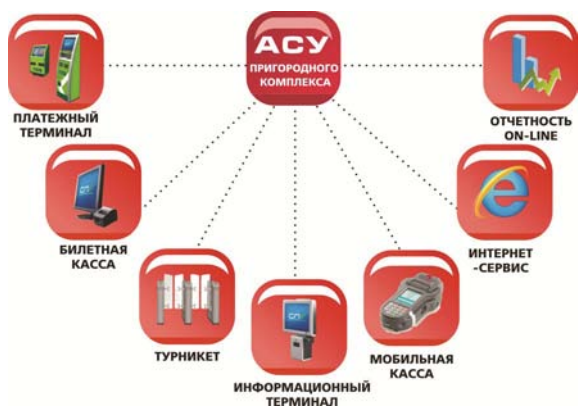 АСУ
ПРИГОРОДНОГО
КОМПЛЕКСА
ПЛАТЕЖНЫЙ
ТЕРМИНАЛ
ОТЧЕТНОСТЬ
ON-LINE
БИЛЕТНАЯ
КАССА
ИНТЕРНЕТ
-СЕРВИС
ТУРНИКЕТ
МОБИЛЬНАЯ
КАССА
ИНФОРМАЦИОННЫЙ
ТЕРМИНАЛ